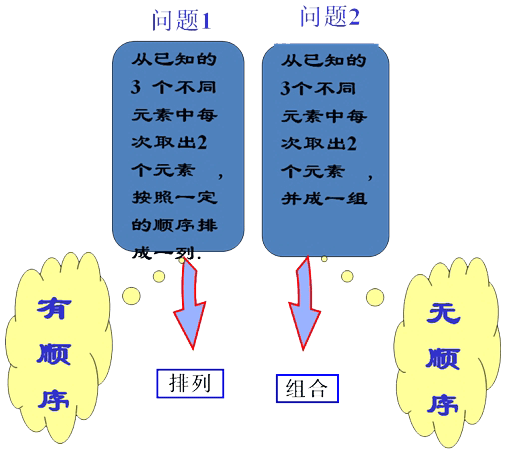 问题1
从已知的
3 个不同
元素中每
次取出2
个元素 ,
按照一定
的顺序排
成一列.
问题2
从已知的
3个不同
元素中每
次取出2
个元素 ,
并成一组
有
顺
序
排列
组合
无
顺
序